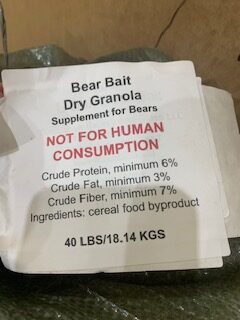 Bear Bait
Dry Granola
Supplement for Bears
NOT FOR HUMAN
CONSUMPTION
Crude Protein, minimum 6%
Crude Fat, minimum 3%
Crude Fiber, minimum 7%
Ingredients: cereal food byproduct
40 LBS/18.14 KGS